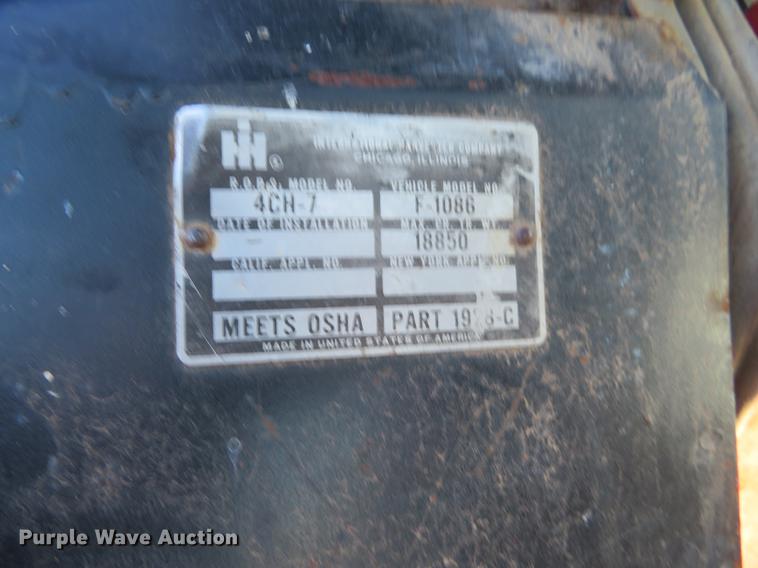 IH
INTERNATIONAL HARVESTER COMPANY
CHICAGO, ILLINOIS
R.O.P.S. MODEL NO. VEHICLE MODEL NO.
4CH-7 F-1086
DATE OF INSTALLATION MAX. GR. TR. WT.
18850
CALIF. APPL. NO. NEW YORK APPL. NO.
MEETS OSHA PART 1928-C
MADE IN UNITED STATES OF AMERICA
Purple Wave Auction